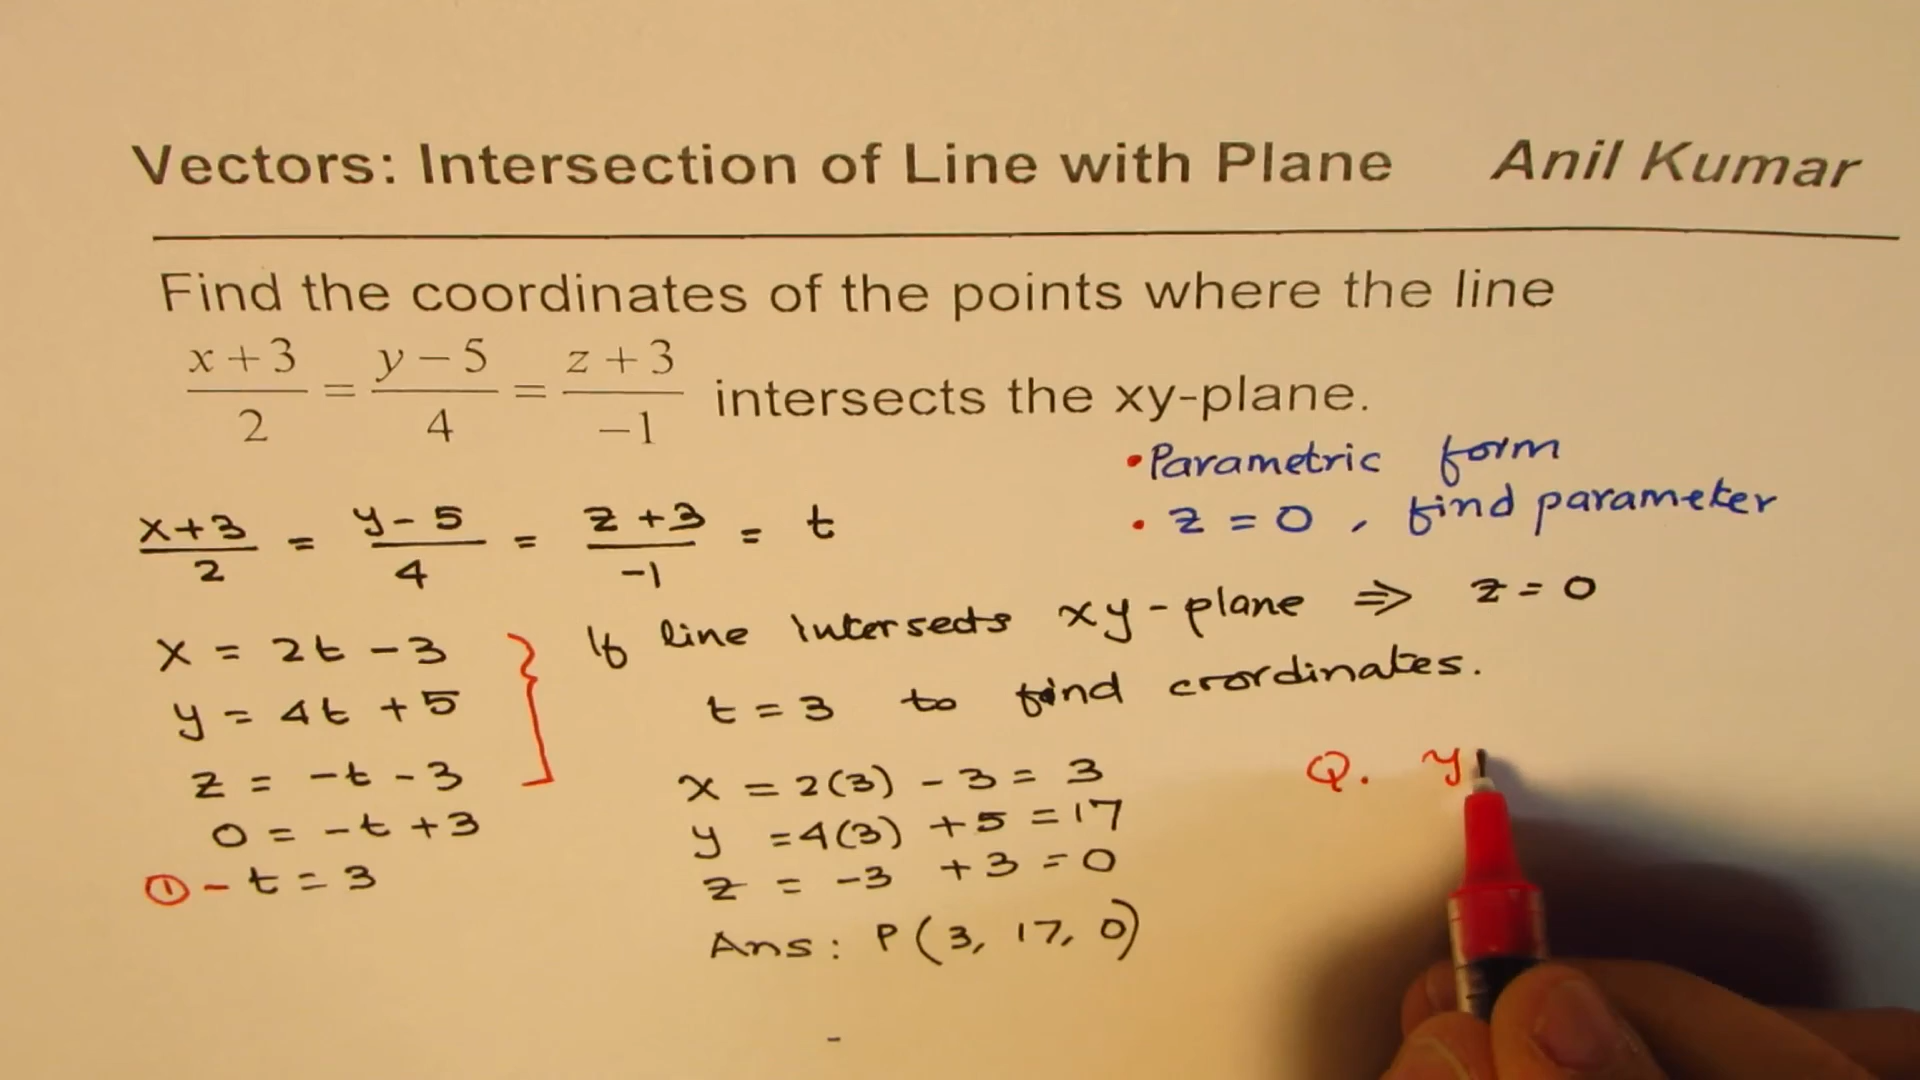 Vectors: Intersection of Line with Plane Anil Kumar
Find the coordinates of the points where the line
x + 3 / 2 = y − 5 / 4 = z + 3 / −1 intersects the xy-plane.
• Parametric form
• z = 0 , find parameter
x+3 / 2 = y-5 / 4 = z+3 / -1 = t
If line intersects xy-plane ⇒ z = 0
t = 3 to find coordinates.
x = 2t - 3
y = 4t + 5
z = -t - 3
0 = -t + 3
① - t = 3
x = 2(3) - 3 = 3
y = 4(3) + 5 = 17
z = -3 + 3 = 0
Ans: P(3, 17, 0)
Q. y